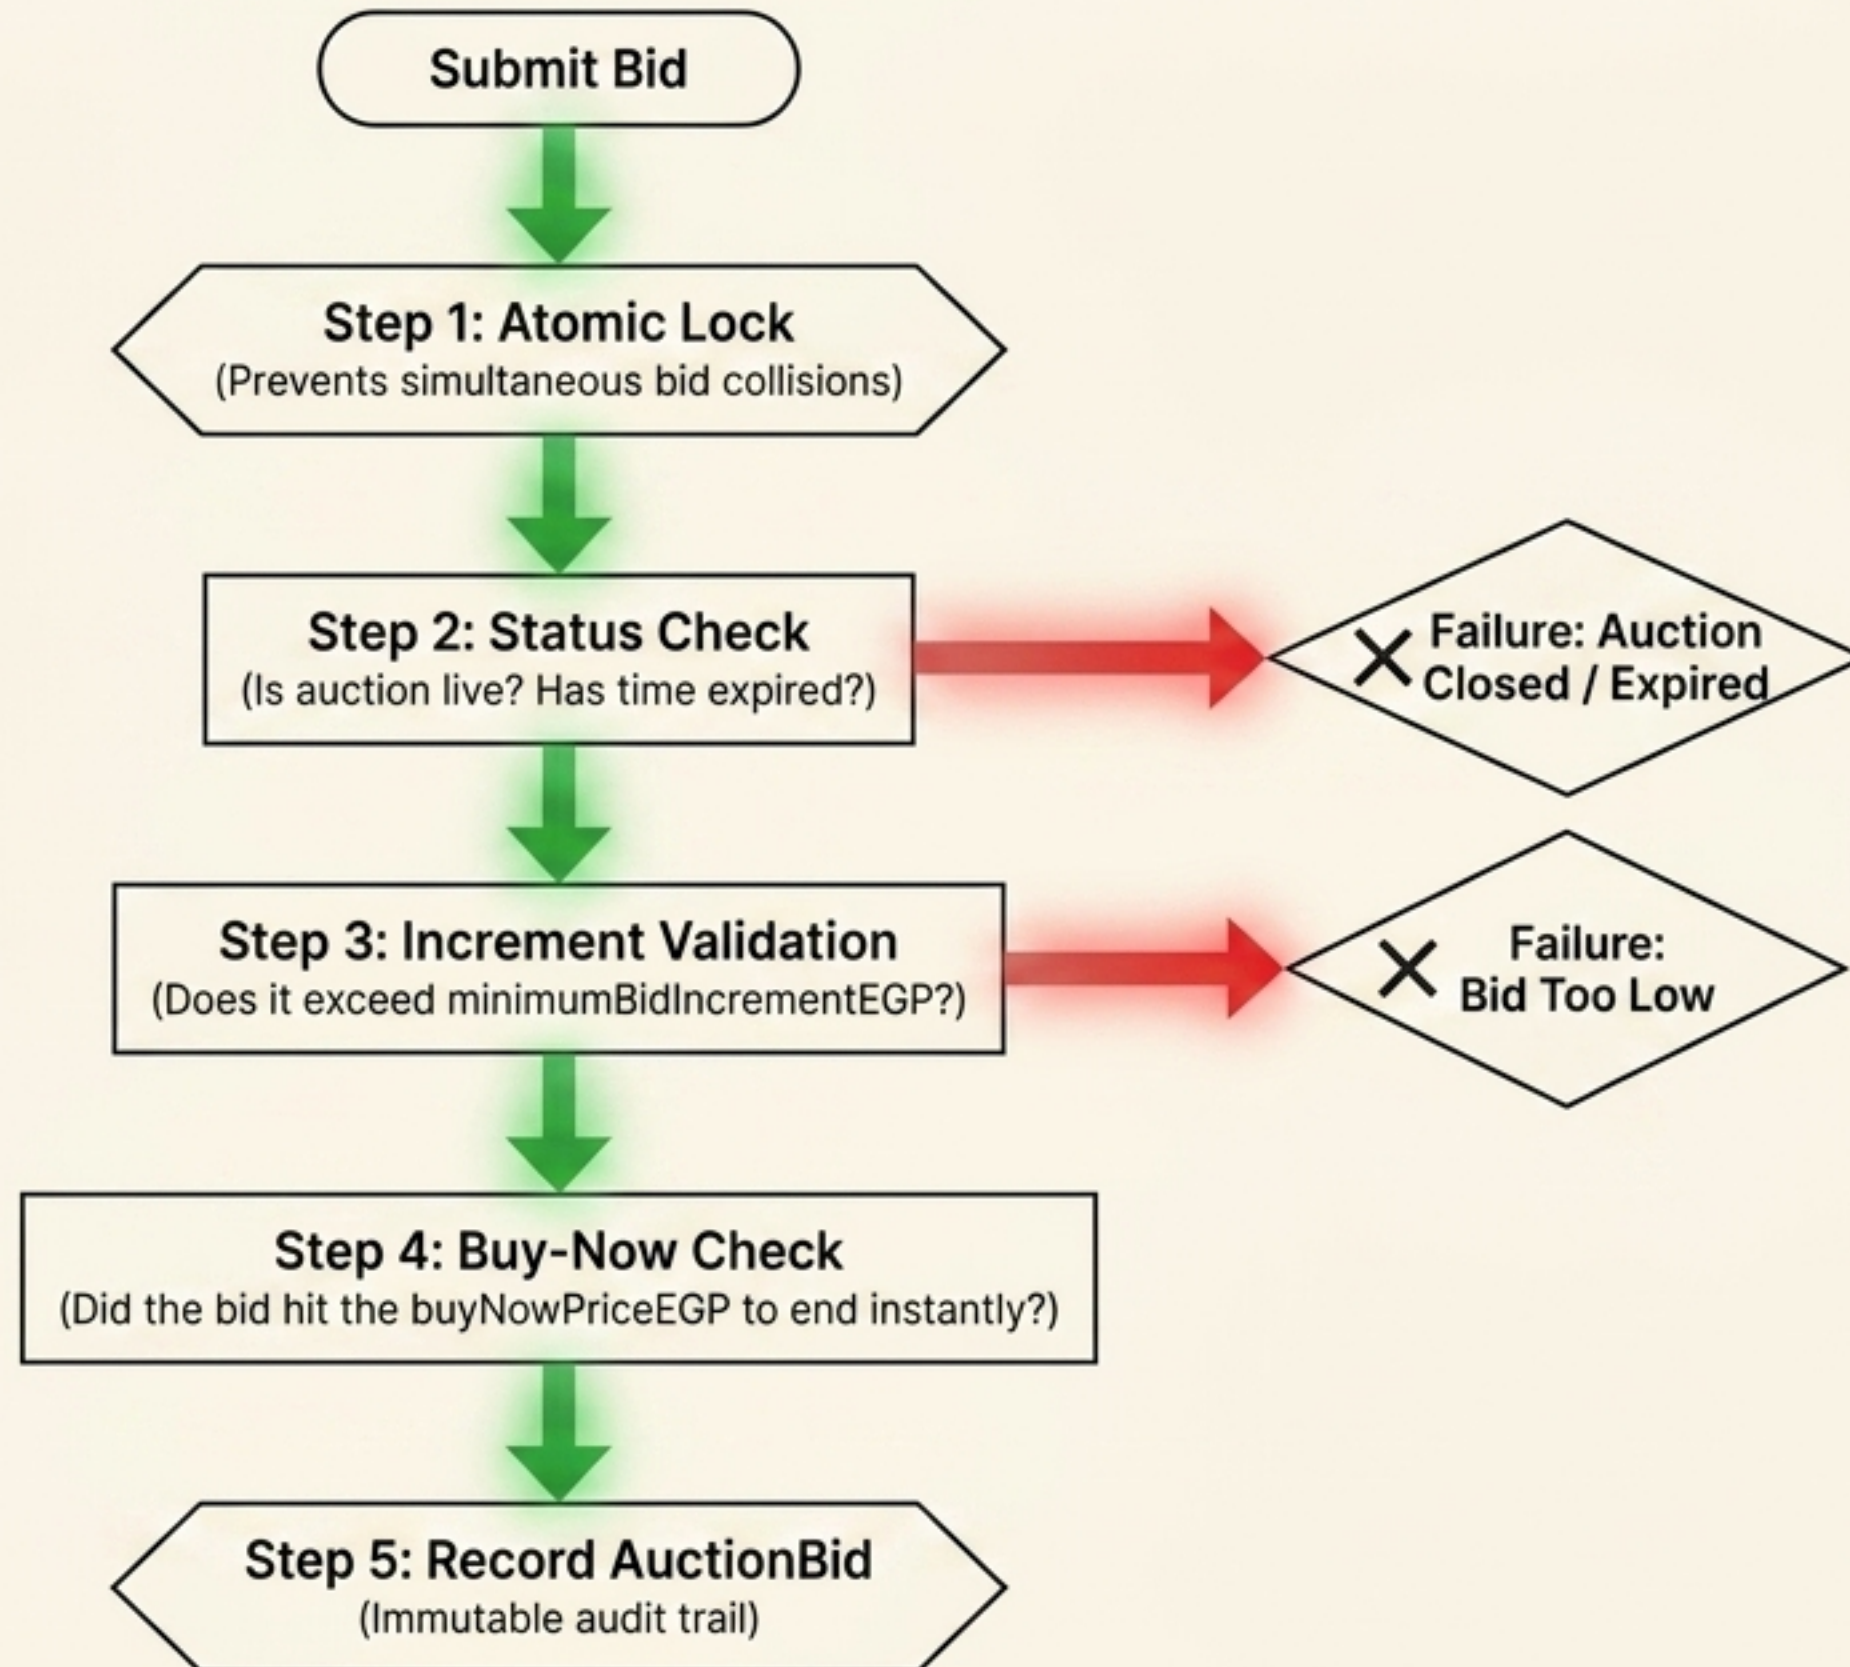 Submit Bid
Step 1: Atomic Lock
(Prevents simultaneous bid collisions)
Step 2: Status Check
(Is auction live? Has time expired?)
Failure: Auction
Closed / Expired
Step 3: Increment Validation
(Does it exceed minimumBidIncrementEGP?)
Failure:
Bid Too Low
Step 4: Buy-Now Check
(Did the bid hit the buyNowPriceEGP to end instantly?)
Step 5: Record AuctionBid
(Immutable audit trail)